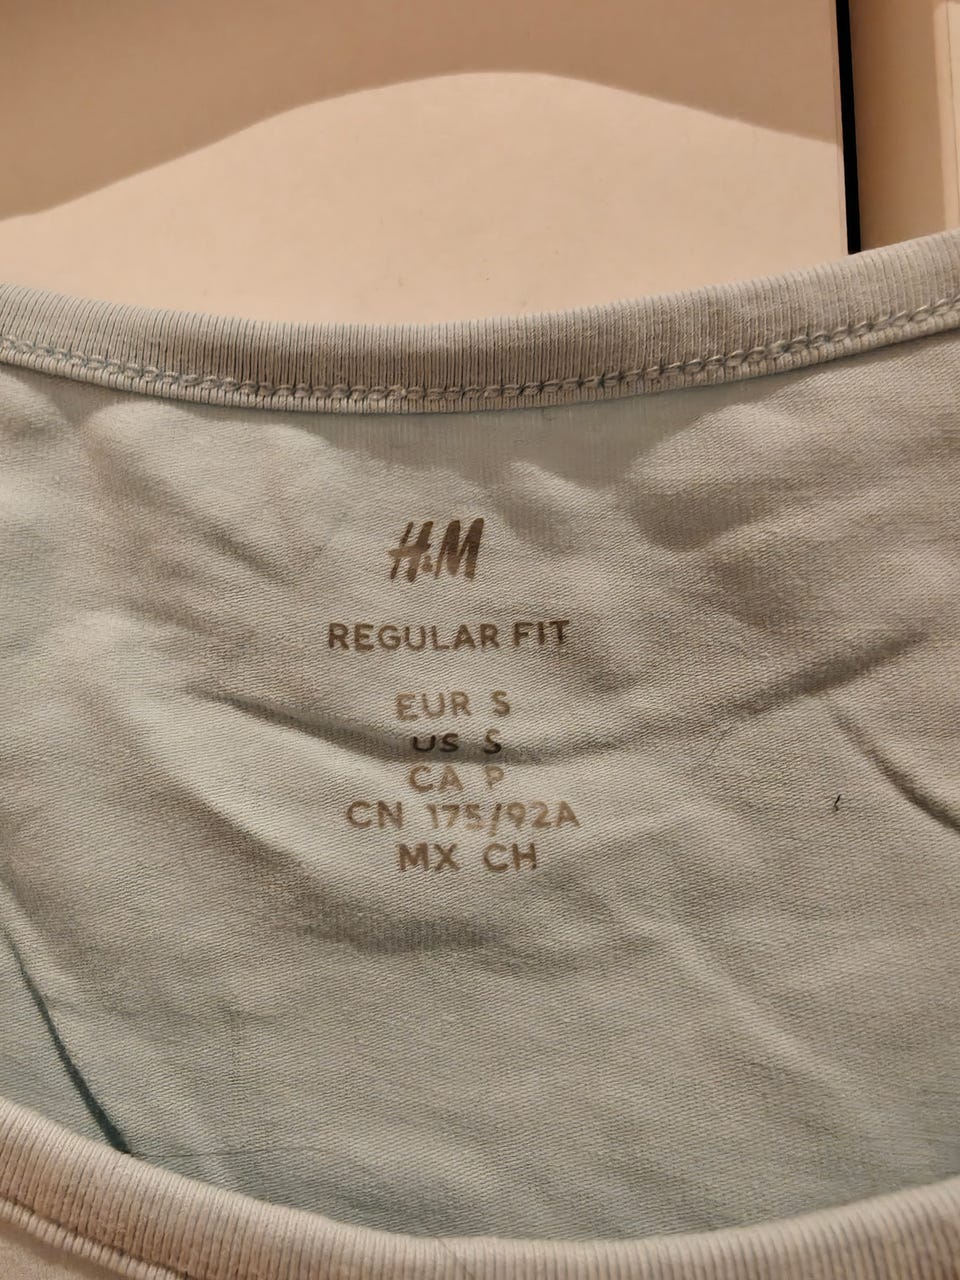 H&M
REGULAR FIT
EUR S
US S
CA P
CN 175/92A
MX CH